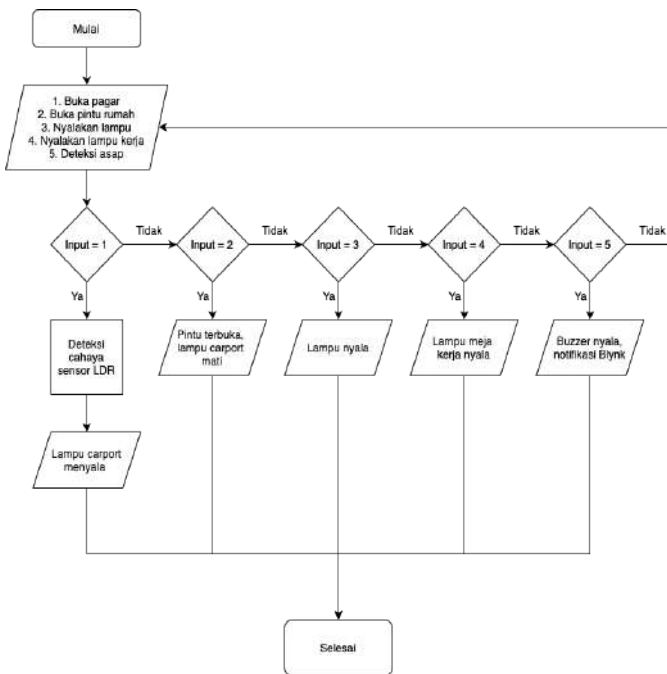 Mulai
1. Buka pagar
2. Buka pintu rumah
3. Nyalakan lampu
4. Nyalakan lampu kerja
5. Deteksi asap
Input = 1
Tidak
Input = 2
Tidak
Input = 3
Tidak
Input = 4
Tidak
Input = 5
Tidak
Ya
Ya
Ya
Ya
Ya
Deteksi
cahaya
sensor LDR
Pintu terbuka,
lampu carport
mati
Lampu nyala
Lampu meja
kerja nyala
Buzzer nyala,
notifikasi Blynk
Lampu carport
menyala
Selesai